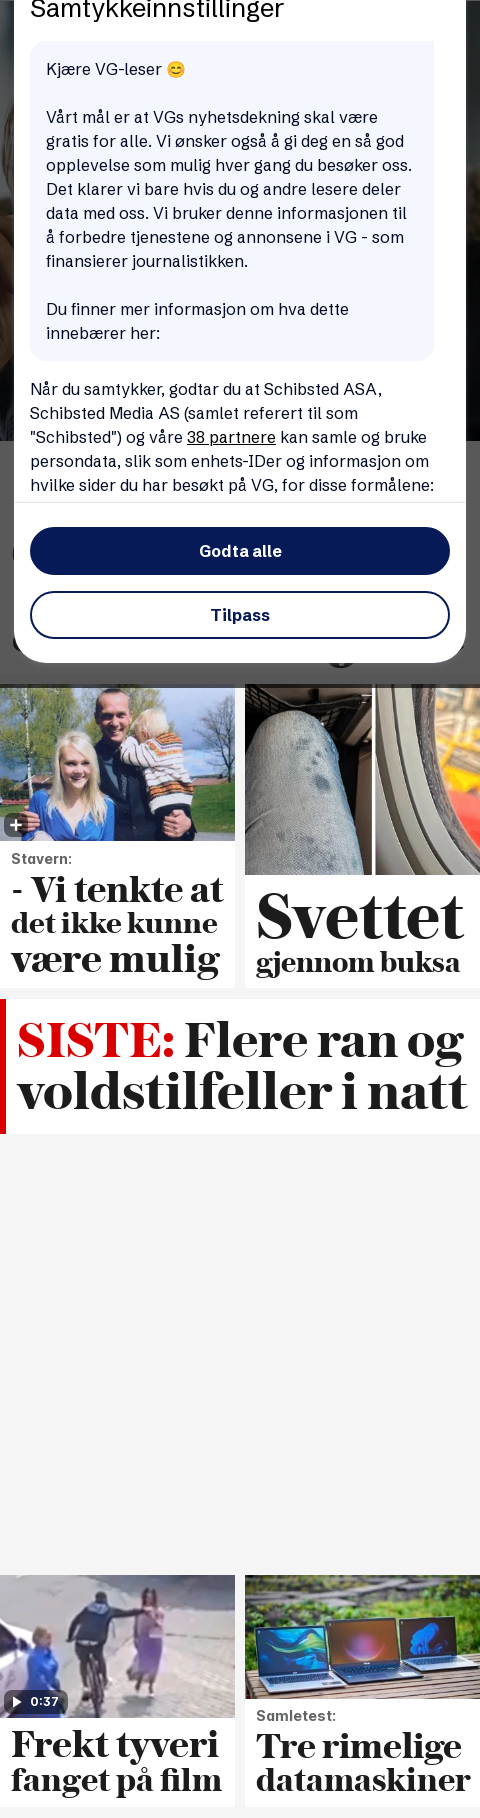 Samtykkeinnstillinger
Kjære VG-leser 😊
Vårt mål er at VGs nyhetsdekning skal være
gratis for alle. Vi ønsker også å gi deg en så god
opplevelse som mulig hver gang du besøker oss.
Det klarer vi bare hvis du og andre lesere deler
data med oss. Vi bruker denne informasjonen til
å forbedre tjenestene og annonsene i VG - som
finansierer journalistikken.
Du finner mer informasjon om hva dette
innebærer her:
Når du samtykker, godtar du at Schibsted ASA,
Schibsted Media AS (samlet referert til som
"Schibsted") og våre 38 partnere kan samle og bruke
persondata, slik som enhets-IDer og informasjon om
hvilke sider du har besøkt på VG, for disse formålene:
Godta alle
Tilpass
Stavern:
- Vi tenkte at
det ikke kunne
være mulig
Svettet
gjennom buksa
SISTE: Flere ran og
voldstilfeller i natt
0:37
Frekt tyveri
fanget på film
Samletest:
Tre rimelige
datamaskiner